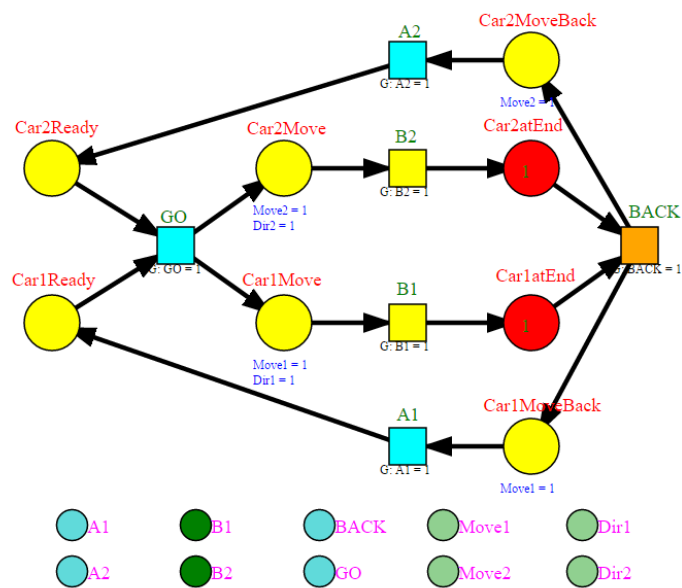 Car2MoveBack
A2
G: A2 = 1
Move2 = 1
Car2Ready
Car2Move
B2
Car2atEnd
1
G: B2 = 1
Move2 = 1
Dir2 = 1
GO
BACK
G: GO = 1
G: BACK = 1
Car1Ready
Car1Move
B1
Car1atEnd
1
G: B1 = 1
Move1 = 1
Dir1 = 1
A1
Car1MoveBack
G: A1 = 1
Move1 = 1
A1 B1 BACK Move1 Dir1
A2 B2 GO Move2 Dir2